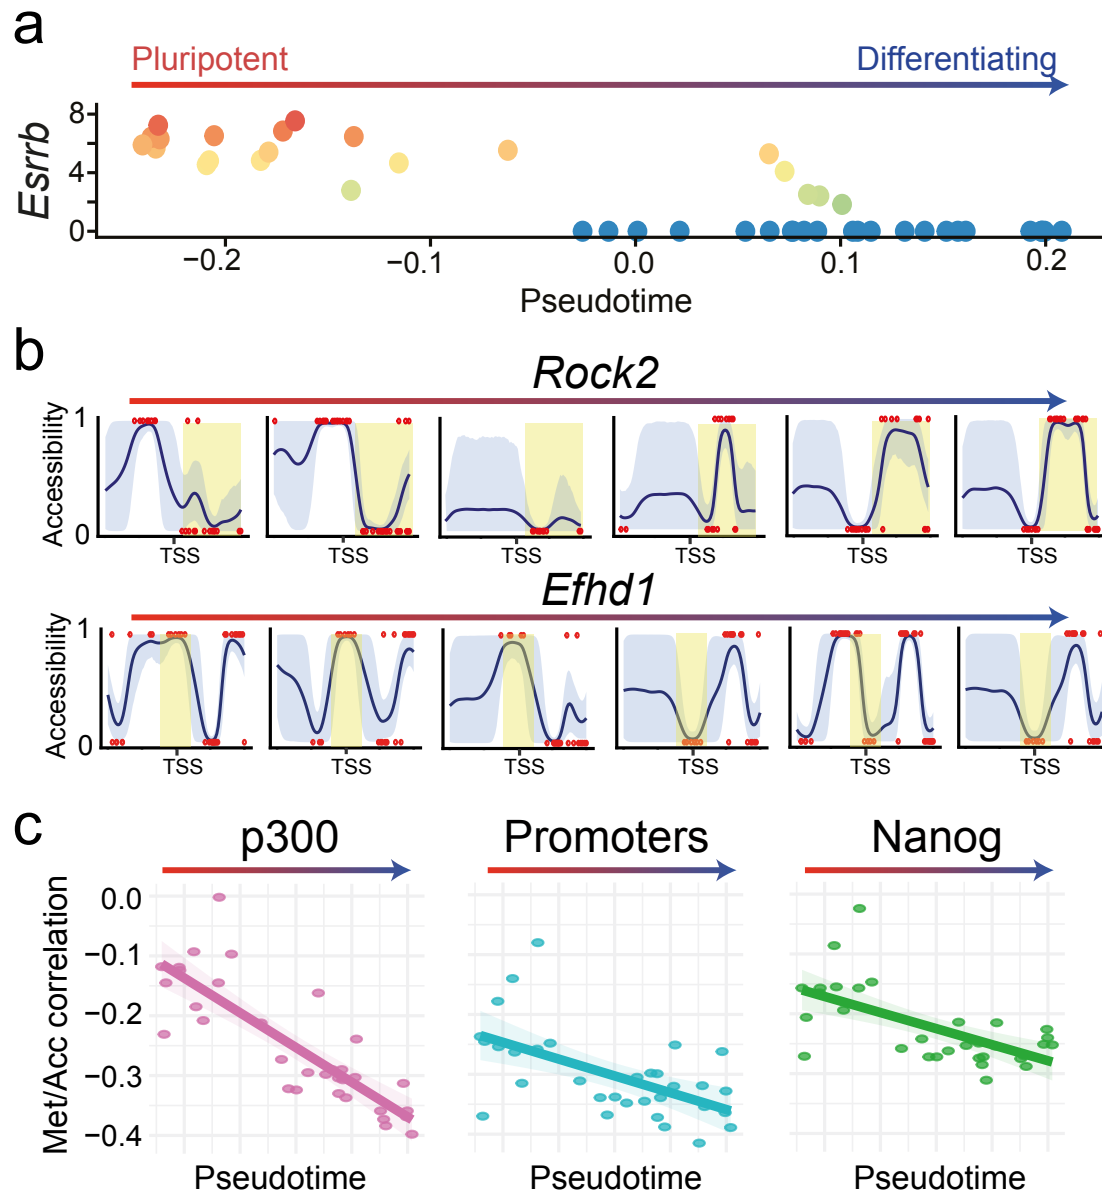 a
Pluripotent Differentiating
Esrrb
8
4
0
−0.2 −0.1 0.0 0.1 0.2
Pseudotime
b
Rock2
Accessibility
1
0
TSS TSS TSS TSS TSS TSS
Efhd1
Accessibility
1
0
TSS TSS TSS TSS TSS TSS
c
p300 Promoters Nanog
Met/Acc correlation
0.0
−0.1
−0.2
−0.3
−0.4
Pseudotime Pseudotime Pseudotime